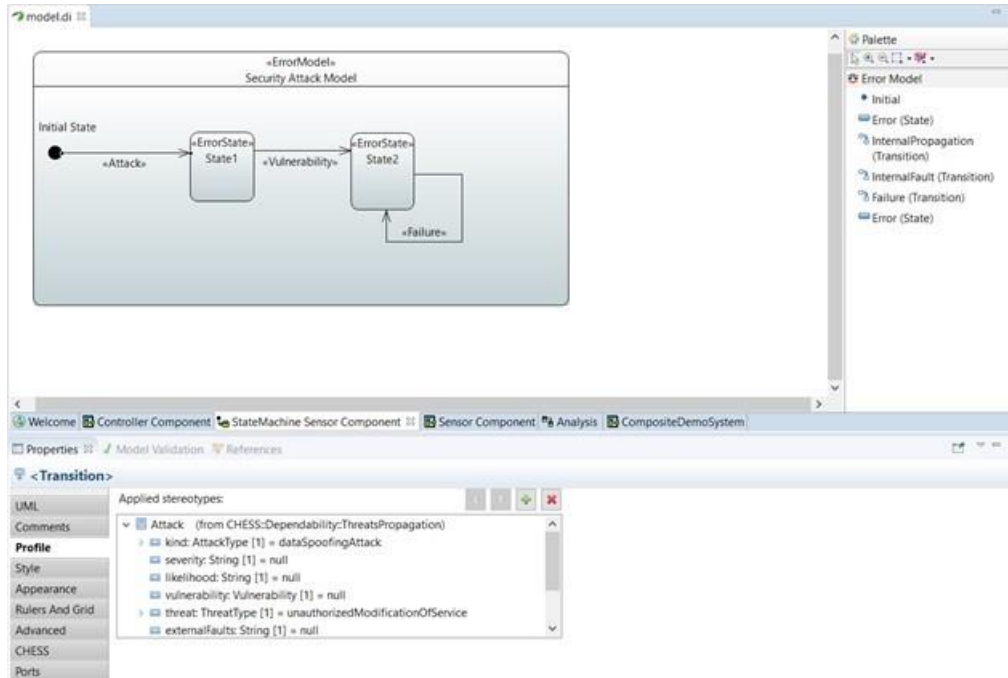 model.di
«ErrorModel»
Security Attack Model
Initial State
«Attack»
«ErrorState»
State1
«Vulnerability»
«ErrorState»
State2
«Failure»
Palette
Error Model
Initial
Error (State)
InternalPropagation
(Transition)
InternalFault (Transition)
Failure (Transition)
Error (State)
Welcome Controller Component StateMachine Sensor Component Sensor Component Analysis CompositeDemoSystem
Properties Model Validation References
<Transition>
UML
Comments
Profile
Style
Appearance
Rulers And Grid
Advanced
CHESS
Ports
Applied stereotypes:
Attack (from CHESS::Dependability::ThreatsPropagation)
kind: AttackType [1] = dataSpoofingAttack
severity: String [1] = null
likelihood: String [1] = null
vulnerability: Vulnerability [1] = null
threat: ThreatType [1] = unauthorizedModificationOfService
externalFaults: String [1] = null